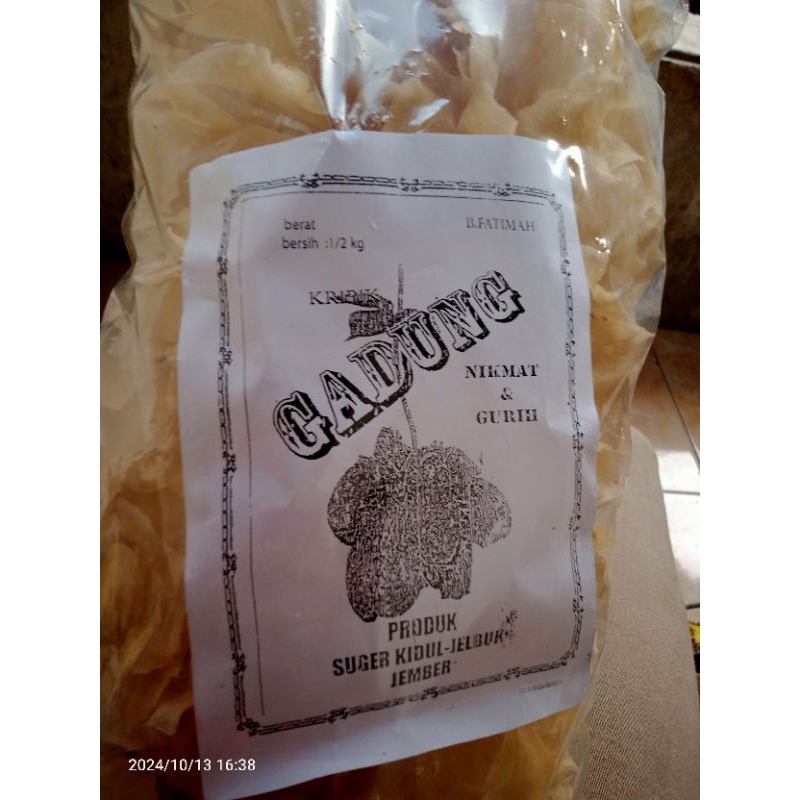 berat
bersih :1/2 kg
B.FATIMAH
KRIPIK
GADUNG
NIKMAT
&
GURIH
PRODUK
SUGER KIDUL-JELBUK
JEMBER
2024/10/13 16:38